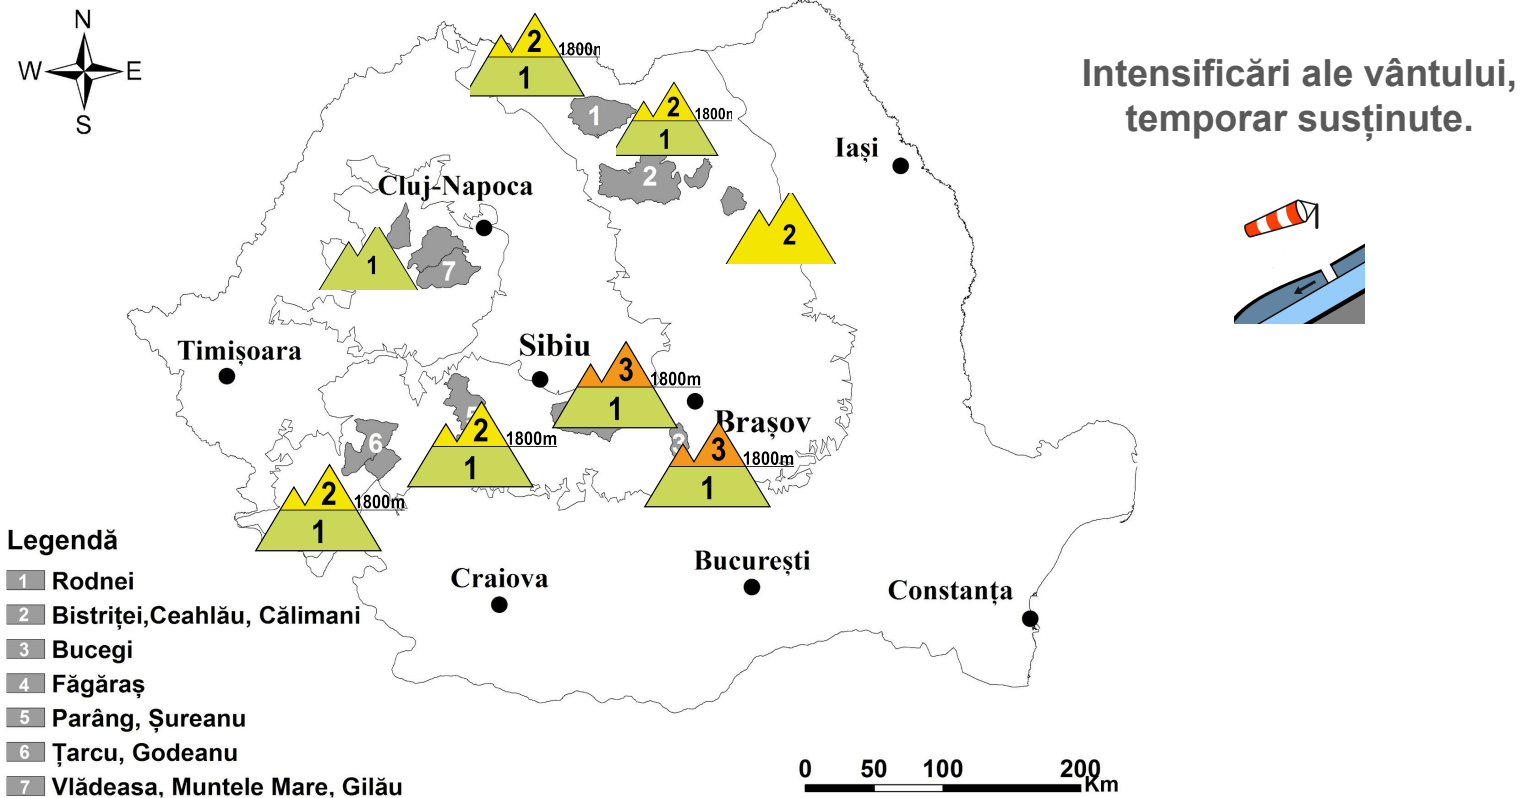 N
W
E
S
Intensificări ale vântului,
temporar susținute.
2
1800m
1
1
2
1800m
1
2
Iași
Cluj-Napoca
2
1
7
Timișoara
Sibiu
3
1800m
1
Brașov
5
2
1800m
1
3
3
1800m
1
6
2
1800m
1
Craiova
București
Constanța
Legendă
1 Rodnei
2 Bistriței,Ceahlău, Călimani
3 Bucegi
4 Făgăraș
5 Parâng, Șureanu
6 Țarcu, Godeanu
7 Vlădeasa, Muntele Mare, Gilău
0 50 100 200
Km